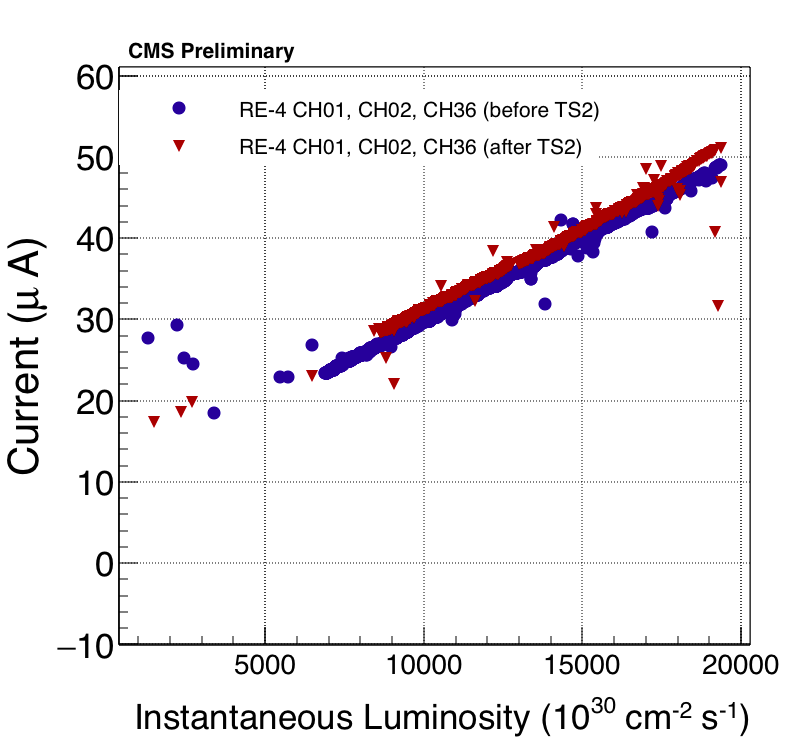 CMS Preliminary
60
RE-4 CH01, CH02, CH36 (before TS2)
RE-4 CH01, CH02, CH36 (after TS2)
50
40
30
20
10
0
−10
Current (μ A)
5000 10000 15000 20000
Instantaneous Luminosity (10³⁰ cm⁻² s⁻¹)